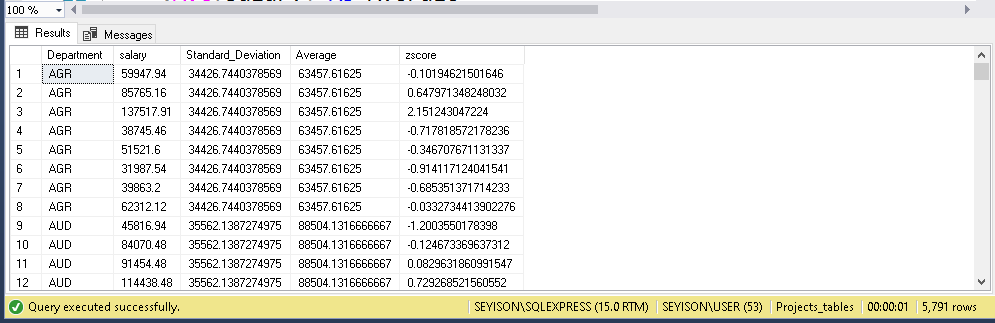 100 %
Results Messages
Department salary Standard_Deviation Average zscore
1 AGR 59947.94 34426.7440378569 63457.61625 -0.10194621501646
2 AGR 85765.16 34426.7440378569 63457.61625 0.647971348248032
3 AGR 137517.91 34426.7440378569 63457.61625 2.151243047224
4 AGR 38745.46 34426.7440378569 63457.61625 -0.717818572178236
5 AGR 51521.6 34426.7440378569 63457.61625 -0.346707671131337
6 AGR 31987.54 34426.7440378569 63457.61625 -0.914117124041541
7 AGR 39863.2 34426.7440378569 63457.61625 -0.685351371714233
8 AGR 62312.12 34426.7440378569 63457.61625 -0.0332734413902276
9 AUD 45816.94 35562.1387274975 88504.1316666667 -1.2003550178398
10 AUD 84070.48 35562.1387274975 88504.1316666667 -0.124673369637312
11 AUD 91454.48 35562.1387274975 88504.1316666667 0.0829631860991547
12 AUD 114438.48 35562.1387274975 88504.1316666667 0.729268521560552
Query executed successfully. SEYISON\SQLEXPRESS (15.0 RTM) SEYISON\USER (53) Projects_tables 00:00:01 5,791 rows